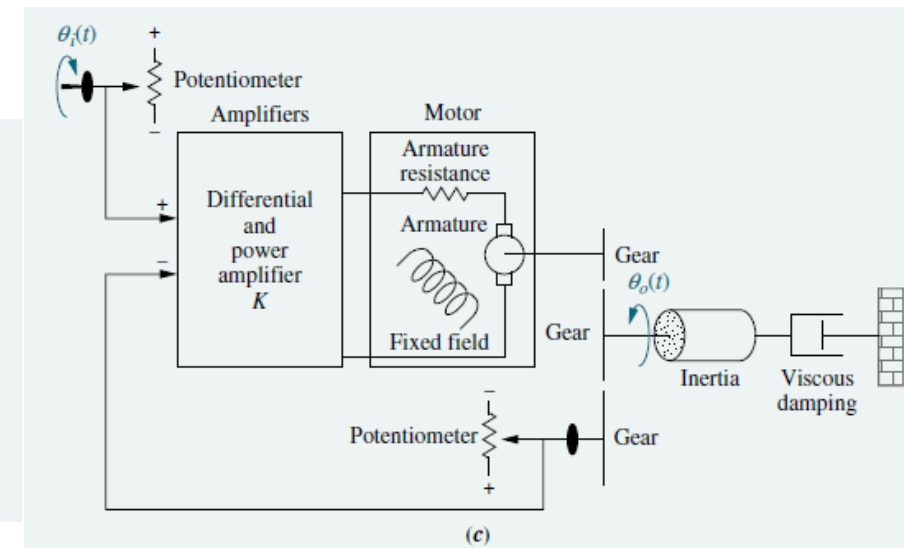 θi(t)
+
Potentiometer
−
Amplifiers
Motor
Armature
resistance
+
Differential
and
power
amplifier
K
−
Armature
Fixed field
Gear
θo(t)
Gear
Inertia
Viscous
damping
−
Potentiometer
+
Gear
(c)